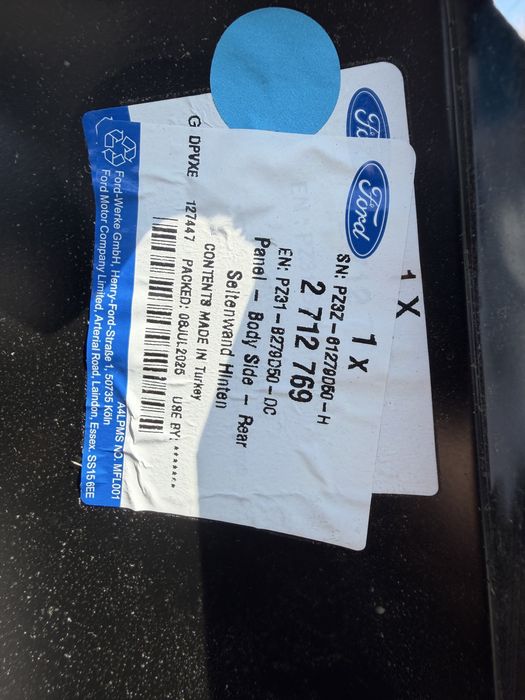 Ford
1 X
Ford
SN: PZ3Z-61279D50-H
1 x
2 712 769
EN: PZ31-B279D50-DC
Panel - Body Side - Rear
Seitenwand Hinten
CONTENTS MADE IN Turkey
G DPVXE 127447 PACKED: 08JUL2025 USE BY: *******
A4LPMS NO. MFL001
Ford-Werke GmbH, Henry-Ford-Straße 1, 50735 Köln
Ford Motor Company Limited, Arterial Road, Laindon, Essex. SS15 6EE